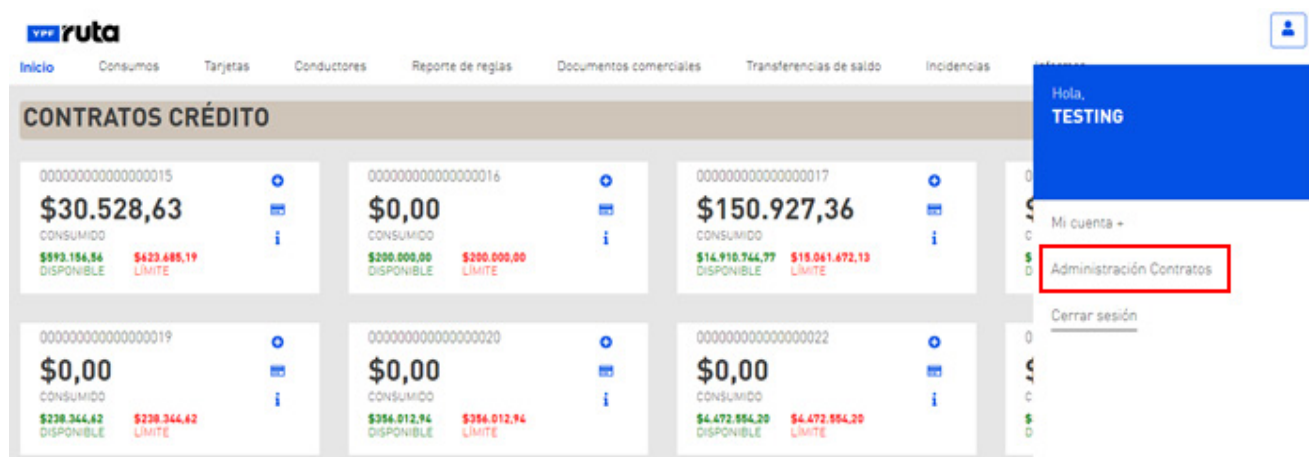 YPF ruta
Inicio Consumos Tarjetas Conductores Reporte de reglas Documentos comerciales Transferencias de saldo Incidencias
Hola,
TESTING
Mi cuenta +
Administración Contratos
Cerrar sesión
CONTRATOS CRÉDITO
000000000000000015
$30.528,63
CONSUMIDO
$593.156,56 $623.685,19
DISPONIBLE LÍMITE
000000000000000016
$0,00
CONSUMIDO
$200.000,00 $200.000,00
DISPONIBLE LÍMITE
000000000000000017
$150.927,36
CONSUMIDO
$14.910.744,77 $15.061.672,13
DISPONIBLE LÍMITE
000000000000000019
$0,00
CONSUMIDO
$238.344,62 $238.344,62
DISPONIBLE LÍMITE
000000000000000020
$0,00
CONSUMIDO
$356.012,94 $356.012,94
DISPONIBLE LÍMITE
000000000000000022
$0,00
CONSUMIDO
$4.472.554,20 $4.472.554,20
DISPONIBLE LÍMITE